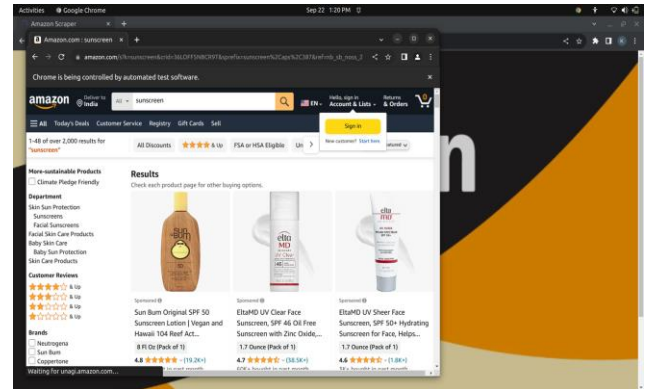 Activities Google Chrome Sep 22 1:20 PM
Amazon Scraper × +
Amazon.com : sunscreen × +
Chrome is being controlled by automated test software. ×
amazon Deliver to India All sunscreen EN Hello, sign in Account & Lists Returns & Orders 0
All Today's Deals Customer Service Registry Gift Cards Sell
Sign in
New customer? Start here.
1-48 of over 2,000 results for "sunscreen"
All Discounts & Up FSA or HSA Eligible
More-sustainable Products
Climate Pledge Friendly
Department
Skin Sun Protection
Sunscreens
Facial Sunscreens
Facial Skin Care Products
Baby Skin Care
Baby Sun Protection
Skin Care Products
Customer Reviews
& Up
& Up
& Up
& Up
Brands
Neutrogena
Sun Bum
Coppertone
Waiting for unagi.amazon.com...
Results
Check each product page for other buying options.
SUN BUM
elta MD
elta MD
Sponsored
Sun Bum Original SPF 50
Sunscreen Lotion | Vegan and
Hawaii 104 Reef Act...
8 Fl Oz (Pack of 1)
4.8 (19.2K+)
Sponsored
EltaMD UV Clear Face
Sunscreen, SPF 46 Oil Free
Sunscreen with Zinc Oxide,...
1.7 Ounce (Pack of 1)
4.7 (38.5K+)
Sponsored
EltaMD UV Sheer Face
Sunscreen, SPF 50+ Hydrating
Sunscreen for Face, Helps...
1.7 Ounce (Pack of 1)
4.6 (1.8K+)
n